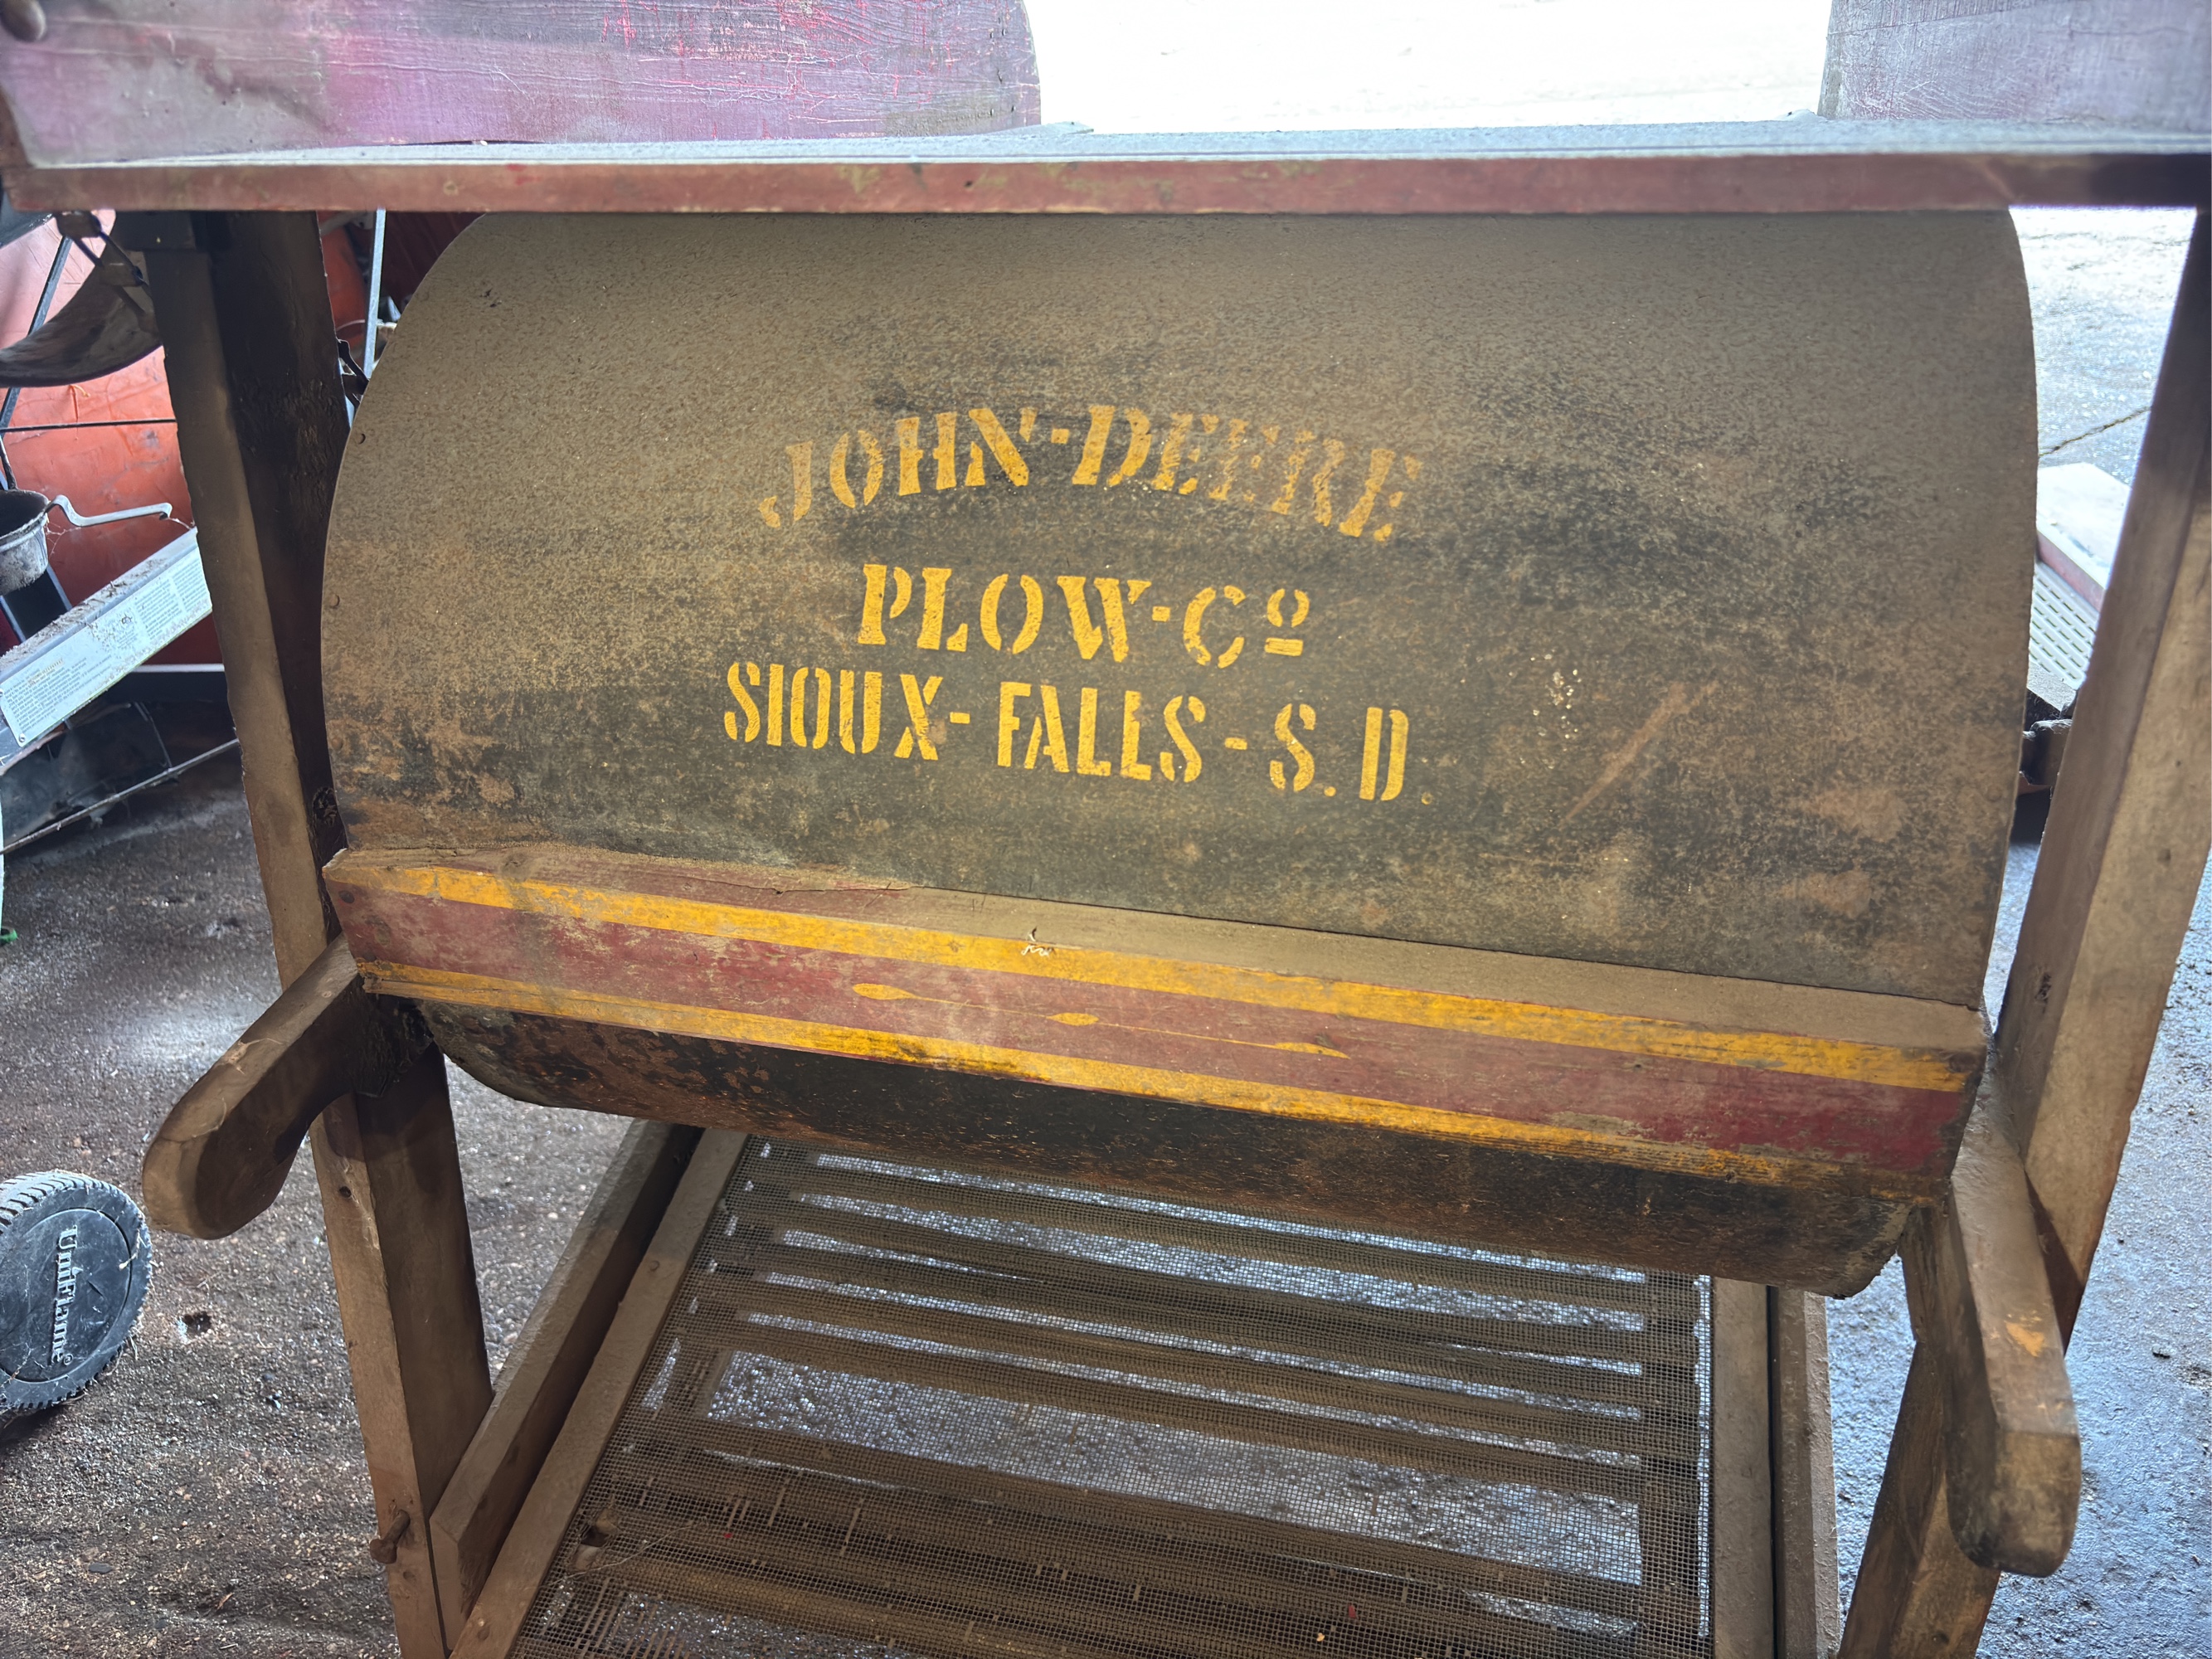 JOHN-DEERE
PLOW-Cº
SIOUX-FALLS-S.D.
UniFlame®